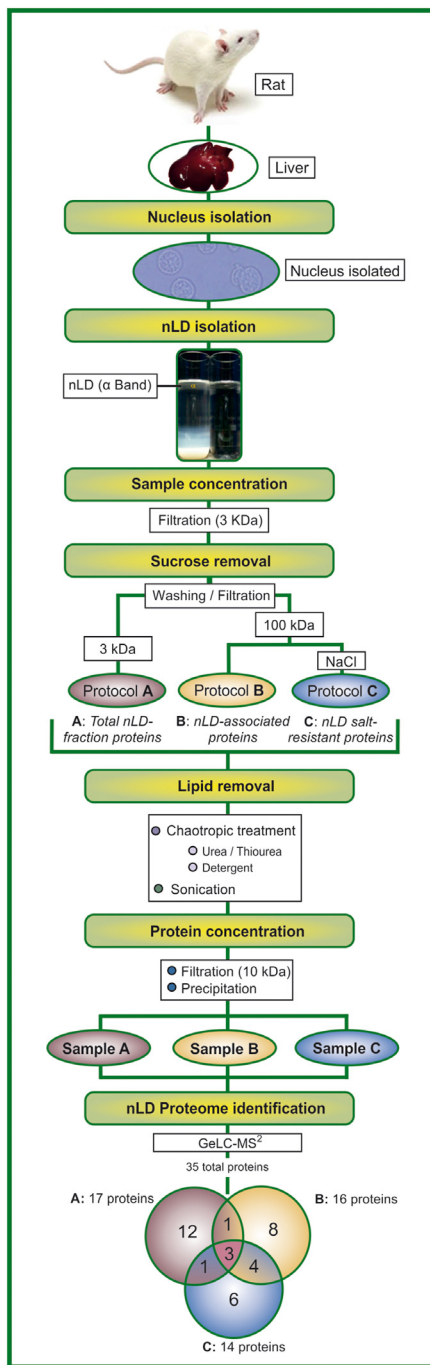 Rat
Liver
Nucleus isolation
Nucleus isolated
nLD isolation
nLD (α Band)
α
Sample concentration
Filtration (3 KDa)
Sucrose removal
Washing / Filtration
100 kDa
3 kDa
NaCl
Protocol A
Protocol B
Protocol C
A: Total nLD-
fraction proteins
B: nLD-associated
proteins
C: nLD salt-
resistant proteins
Lipid removal
Chaotropic treatment
Urea / Thiourea
Detergent
Sonication
Protein concentration
Filtration (10 kDa)
Precipitation
Sample A
Sample B
Sample C
nLD Proteome identification
GeLC-MS²
35 total proteins
A: 17 proteins
B: 16 proteins
12
1
8
3
1
4
6
C: 14 proteins